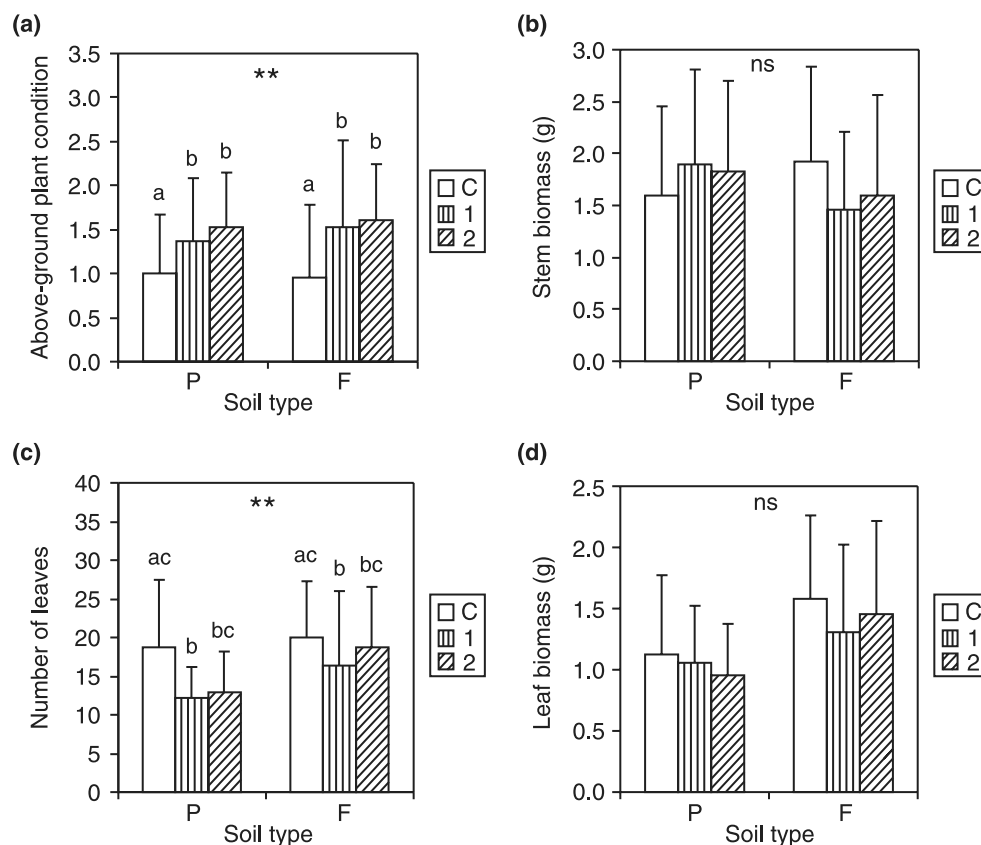 (a)
Above-ground plant condition
3.5
3.0
2.5
2.0
1.5
1.0
0.5
0.0
**
a
b
b
a
b
b
P
F
Soil type
C
1
2
(b)
Stem biomass (g)
3.0
2.5
2.0
1.5
1.0
0.5
0.0
ns
P
F
Soil type
C
1
2
(c)
Number of leaves
40
35
30
25
20
15
10
5
0
**
ac
b
bc
ac
b
bc
P
F
Soil type
C
1
2
(d)
Leaf biomass (g)
2.5
2.0
1.5
1.0
0.5
0.0
ns
P
F
Soil type
C
1
2